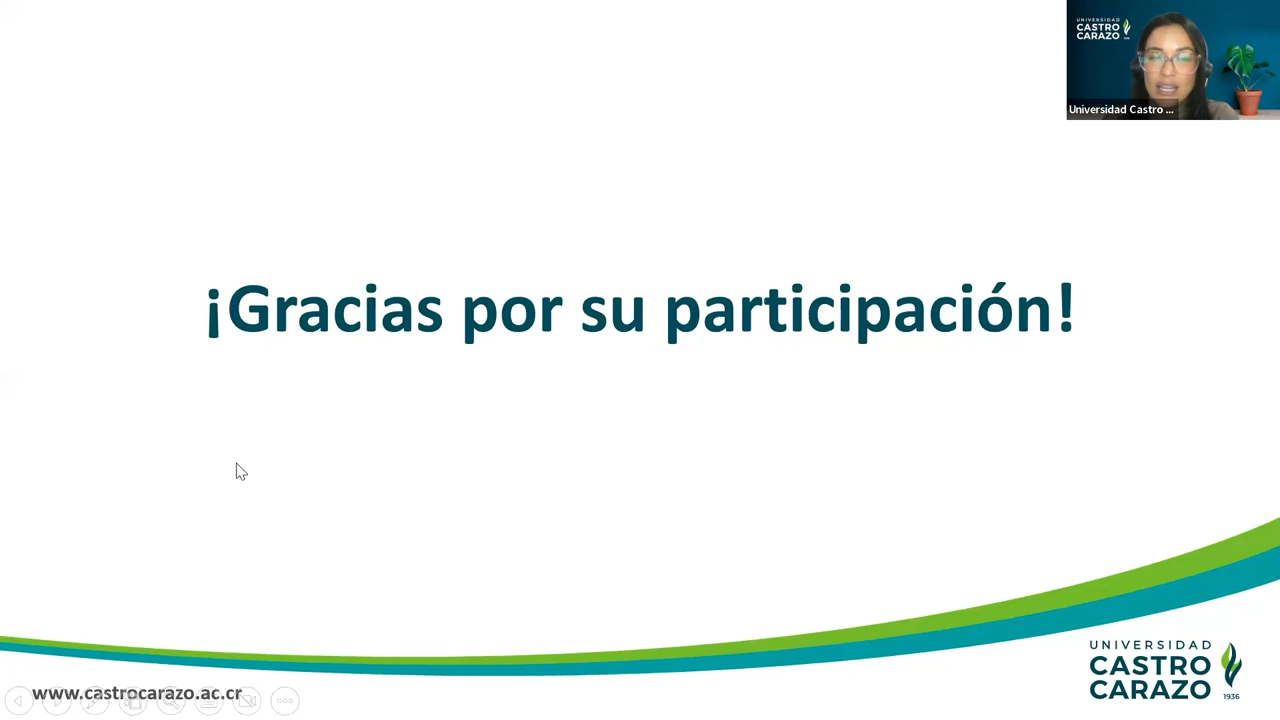 UNIVERSIDAD
CASTRO
CARAZO
Universidad Castro ...
¡Gracias por su participación!
www.castrocarazo.ac.cr
UNIVERSIDAD
CASTRO
CARAZO
1936